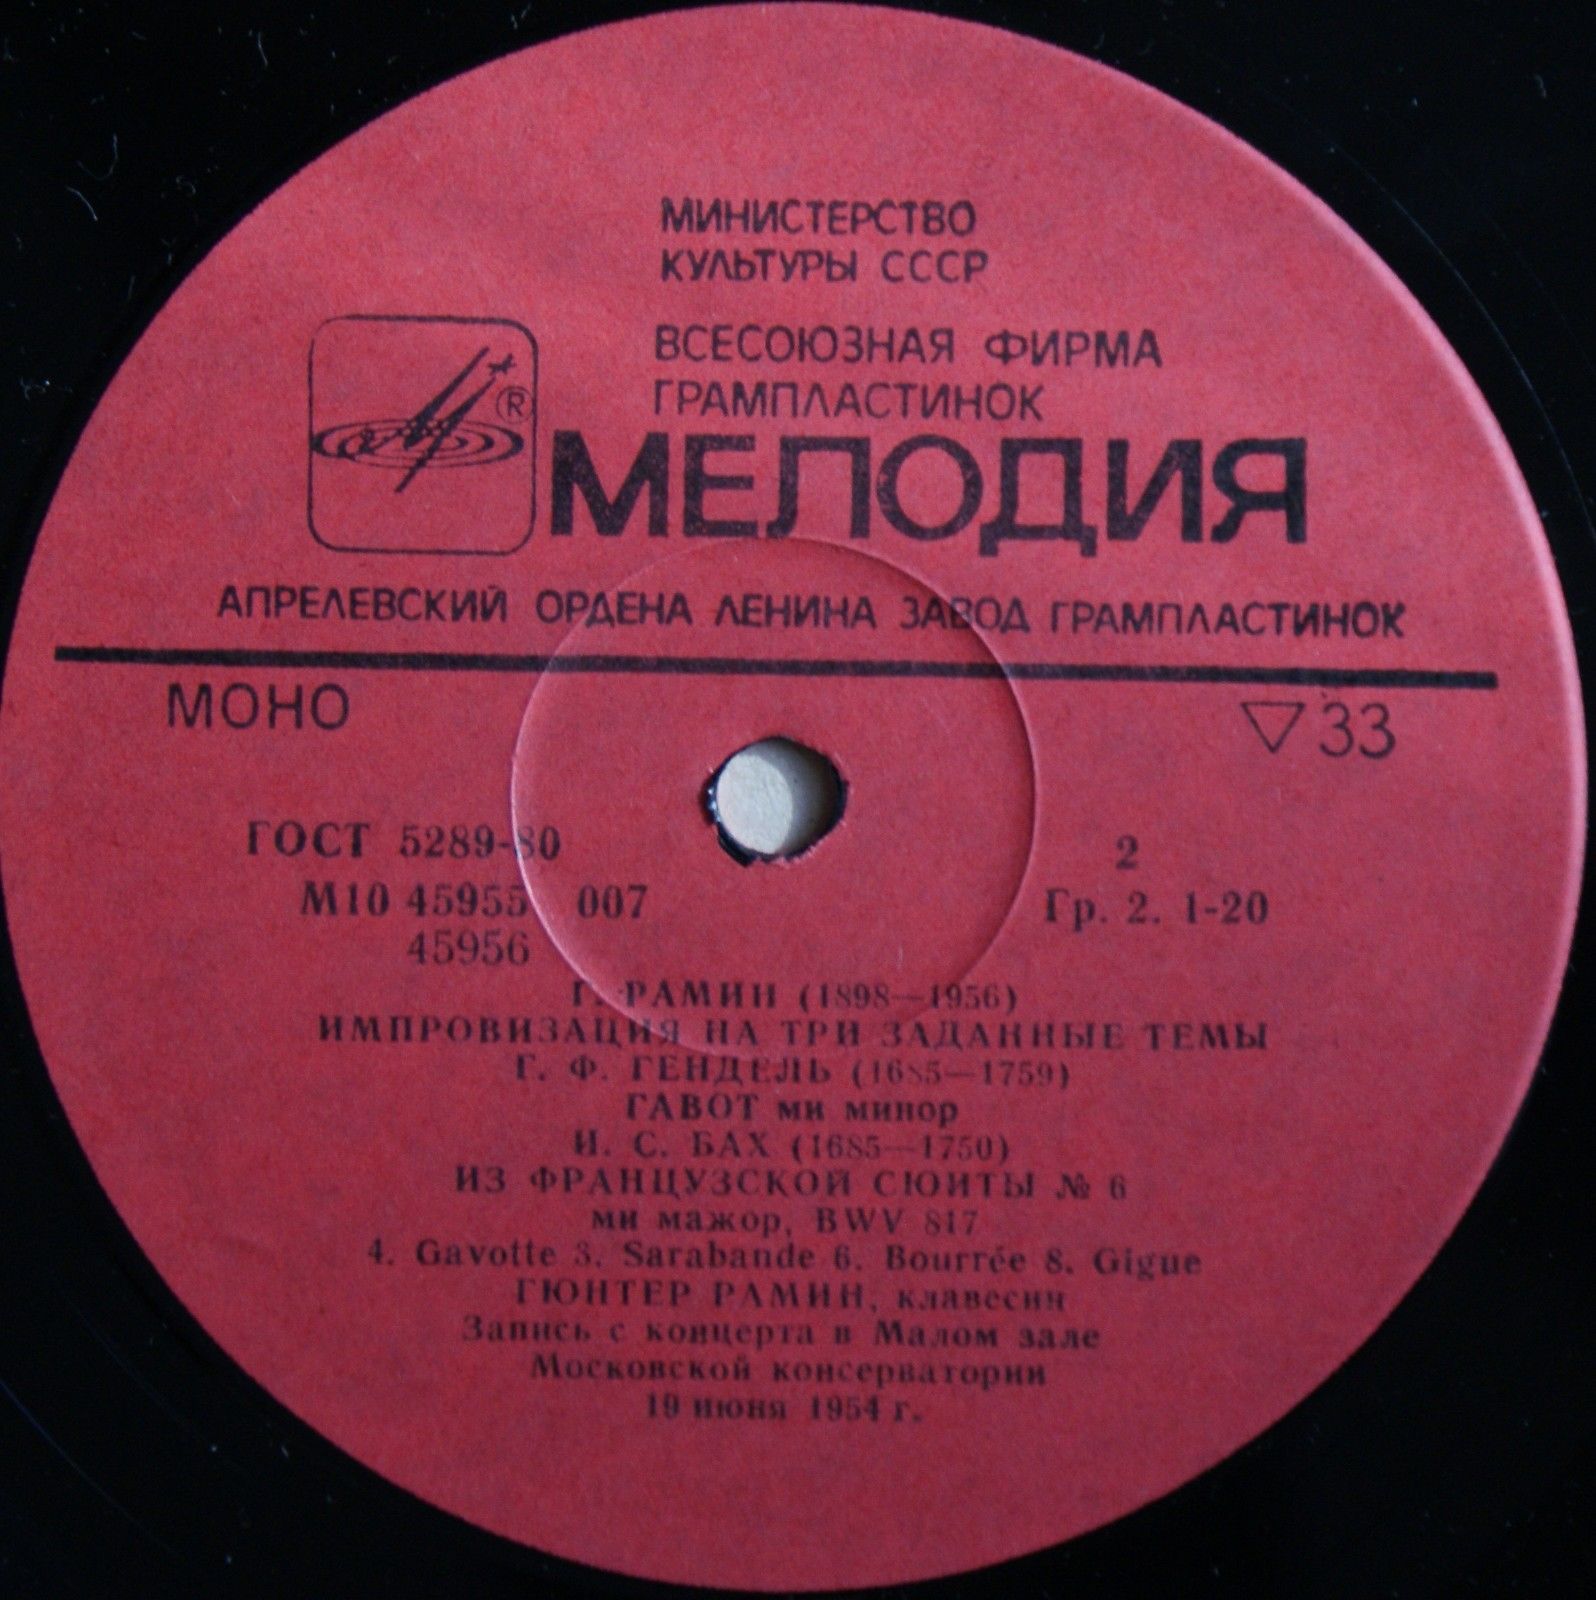 МИНИСТЕРСТВО
КУЛЬТУРЫ СССР
ВСЕСОЮЗНАЯ ФИРМА
ГРАМПЛАСТИНОК
®
МЕЛОДИЯ
АПРЕЛЕВСКИЙ ОРДЕНА ЛЕНИНА ЗАВОД ГРАМПЛАСТИНОК
МОНО ▽33
ГОСТ 5289-80 2
М10 45955 007 Гр. 2. 1-20
45956
Г. РАМИН (1898—1956)
ИМПРОВИЗАЦИЯ НА ТРИ ЗАДАННЫЕ ТЕМЫ
Г. Ф. ГЕНДЕЛЬ (1685—1759)
ГАВОТ ми минор
И. С. БАХ (1685—1750)
ИЗ ФРАНЦУЗСКОЙ СЮИТЫ № 6
ми мажор, BWV 817
4. Gavotte 3. Sarabande 6. Bourrée 8. Gigue
ГЮНТЕР РАМИН, клавесин
Запись с концерта в Малом зале
Московской консерватории
19 июня 1954 г.